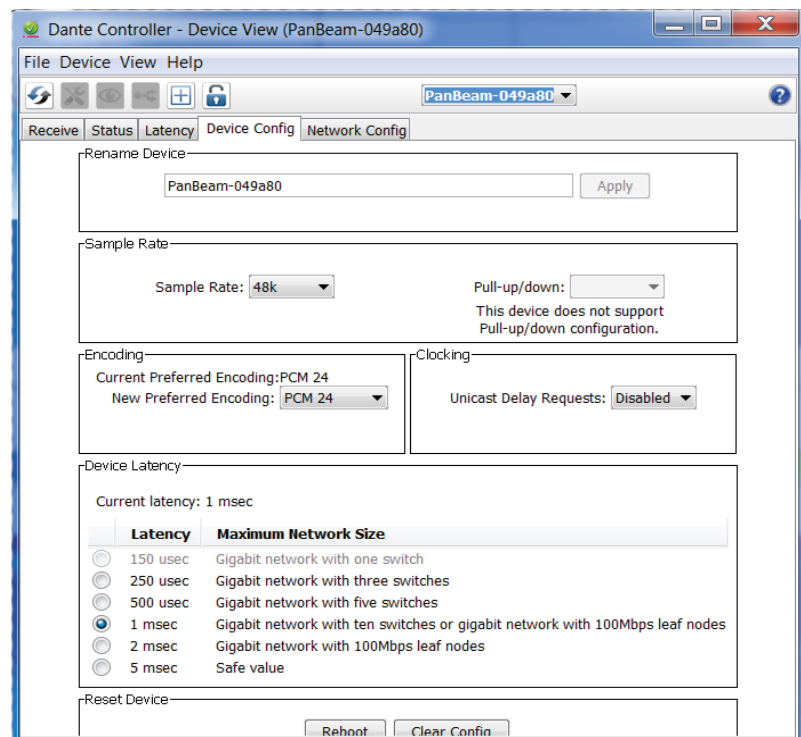 Dante Controller - Device View (PanBeam-049a80)
File Device View Help
PanBeam-049a80
Receive Status Latency Device Config Network Config
Rename Device
PanBeam-049a80 Apply
Sample Rate
Sample Rate: 48k Pull-up/down:
This device does not support
Pull-up/down configuration.
Encoding Clocking
Current Preferred Encoding:PCM 24
New Preferred Encoding: PCM 24 Unicast Delay Requests: Disabled
Device Latency
Current latency: 1 msec
Latency Maximum Network Size
150 usec Gigabit network with one switch
250 usec Gigabit network with three switches
500 usec Gigabit network with five switches
1 msec Gigabit network with ten switches or gigabit network with 100Mbps leaf nodes
2 msec Gigabit network with 100Mbps leaf nodes
5 msec Safe value
Reset Device
Reboot Clear Config